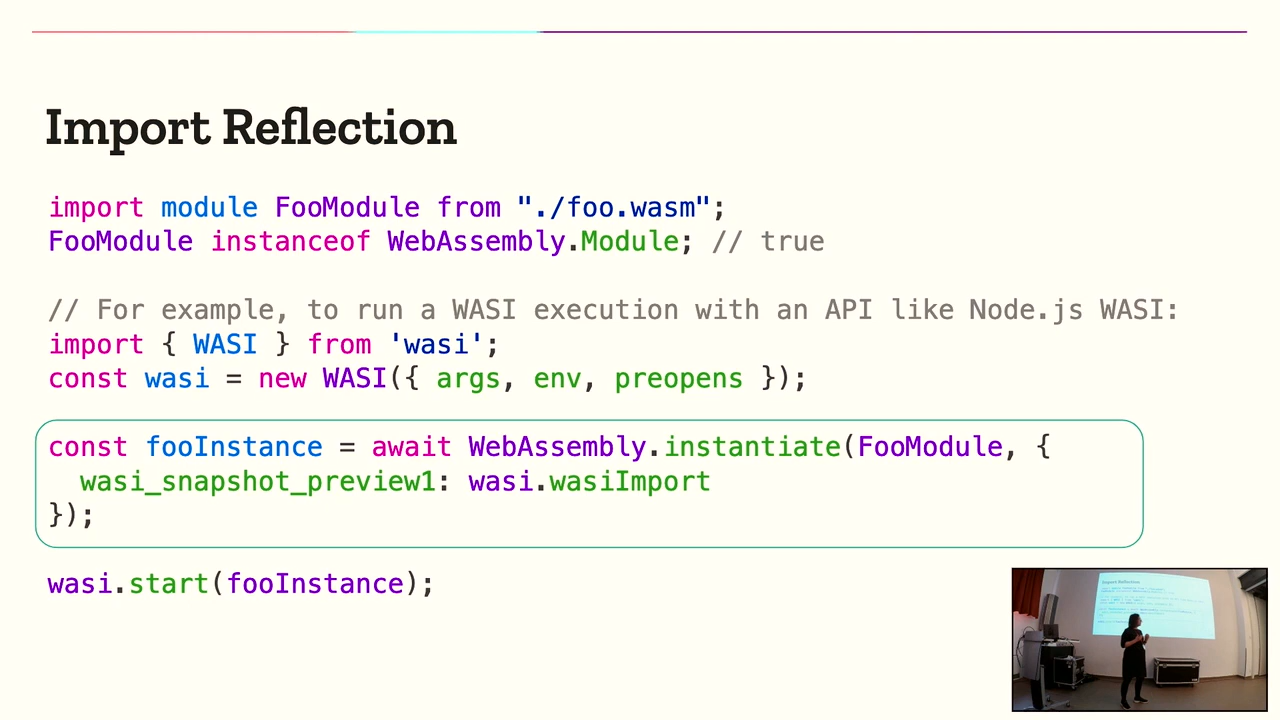 Import Reflection
import module FooModule from "./foo.wasm";
FooModule instanceof WebAssembly.Module; // true
// For example, to run a WASI execution with an API like Node.js WASI:
import { WASI } from 'wasi';
const wasi = new WASI({ args, env, preopens });
const fooInstance = await WebAssembly.instantiate(FooModule, {
  wasi_snapshot_preview1: wasi.wasiImport
});
wasi.start(fooInstance);
Import Reflection